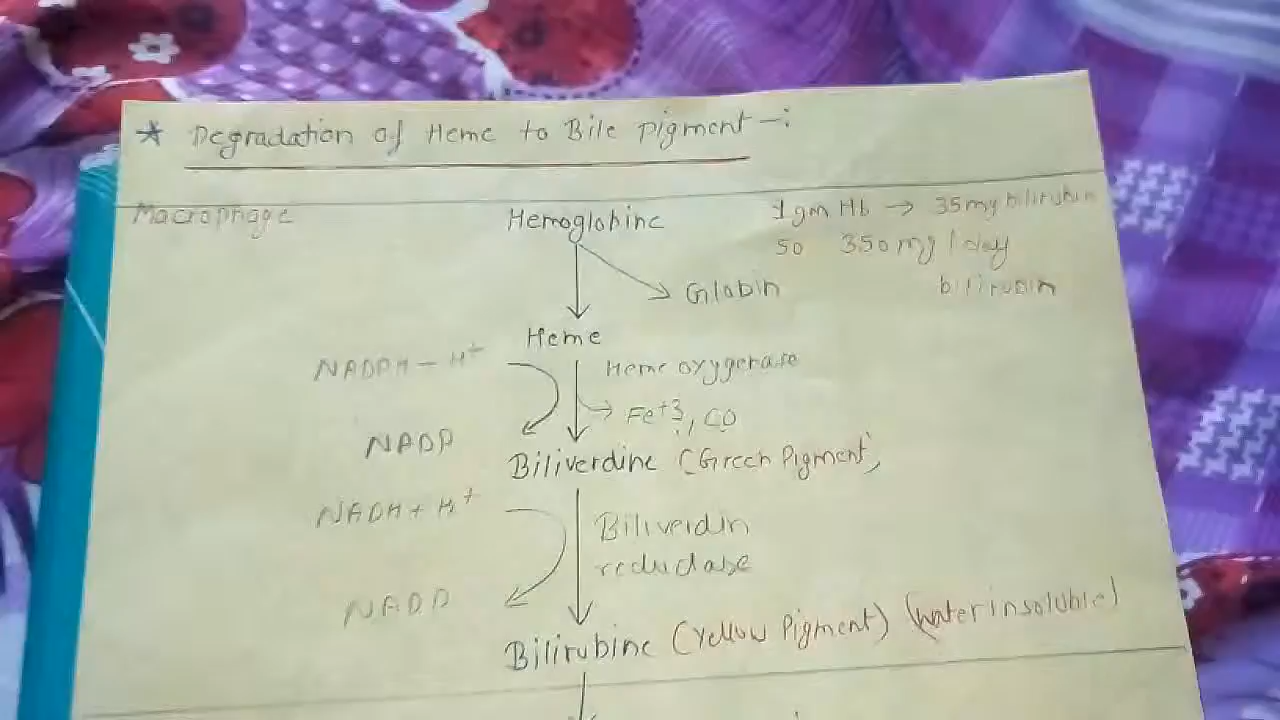 * Degradation of Heme to Bile pigment -:
Macrophage
Hemoglobine
1gm Hb → 35mg bilirubin
so 350mg/day
bilirubin
Globin
Heme
NADPH - H+
Heme oxygenase
→ Fe+3, CO
NADP
Biliverdine (Green Pigment)
NADH + H+
Biliverdin
reductase
NADP
Bilirubine (Yellow Pigment) (water insoluble)